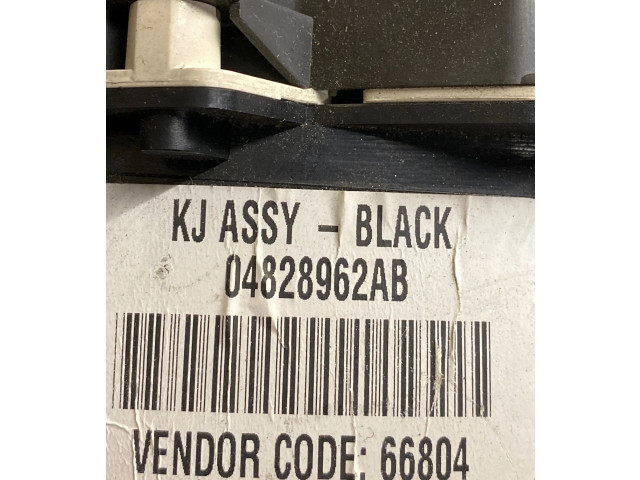 KJ ASSY - BLACK
04828962AB
VENDOR CODE: 66804